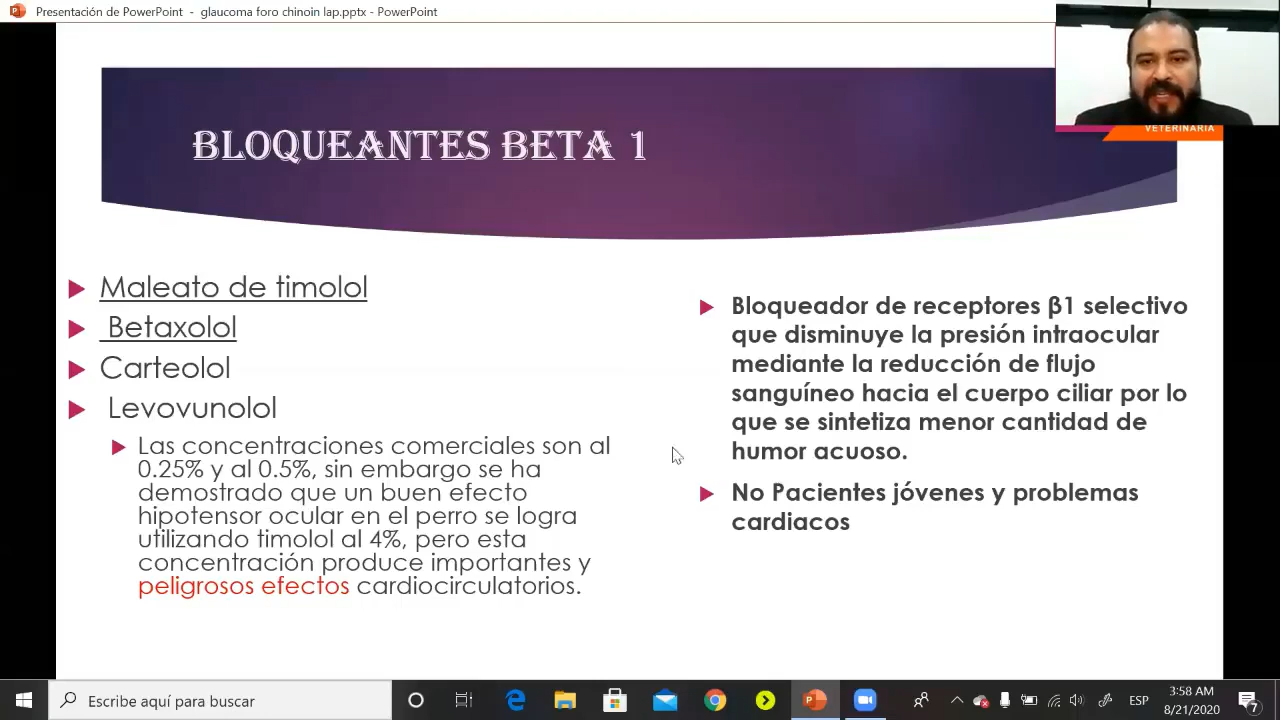 Presentación de PowerPoint - glaucoma foro chinoin lap.pptx - PowerPoint
VETERINARIA
BLOQUEANTES BETA 1
Maleato de timolol
Betaxolol
Carteolol
Levovunolol
Las concentraciones comerciales son al
0.25% y al 0.5%, sin embargo se ha
demostrado que un buen efecto
hipotensor ocular en el perro se logra
utilizando timolol al 4%, pero esta
concentración produce importantes y
peligrosos efectos cardiocirculatorios.
Bloqueador de receptores β1 selectivo
que disminuye la presión intraocular
mediante la reducción de flujo
sanguíneo hacia el cuerpo ciliar por lo
que se sintetiza menor cantidad de
humor acuoso.
No Pacientes jóvenes y problemas
cardiacos
Escribe aquí para buscar
ESP
3:58 AM
8/21/2020
7